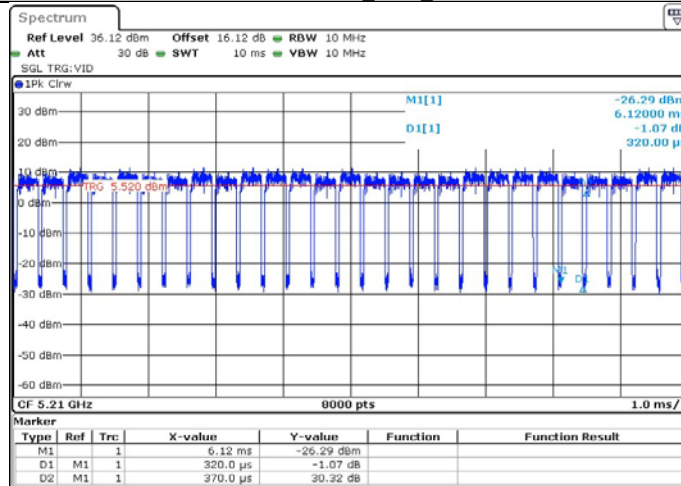 Spectrum
Ref Level 36.12 dBm Offset 16.12 dB RBW 10 MHz
Att 30 dB SWT 10 ms VBW 10 MHz
SGL TRG:VID
1Pk Clrw
M1[1] -26.29 dBm
6.12000 ms
D1[1] -1.07 dB
320.00 µs
30 dBm
20 dBm
10 dBm
TRG 5.520 dBm
0 dBm
-10 dBm
-20 dBm
M1
D1
-30 dBm
-40 dBm
-50 dBm
-60 dBm
CF 5.21 GHz 8000 pts 1.0 ms/
Marker
Type Ref Trc X-value Y-value Function Function Result
M1 1 6.12 ms -26.29 dBm
D1 M1 1 320.0 µs -1.07 dB
D2 M1 1 370.0 µs 30.32 dB